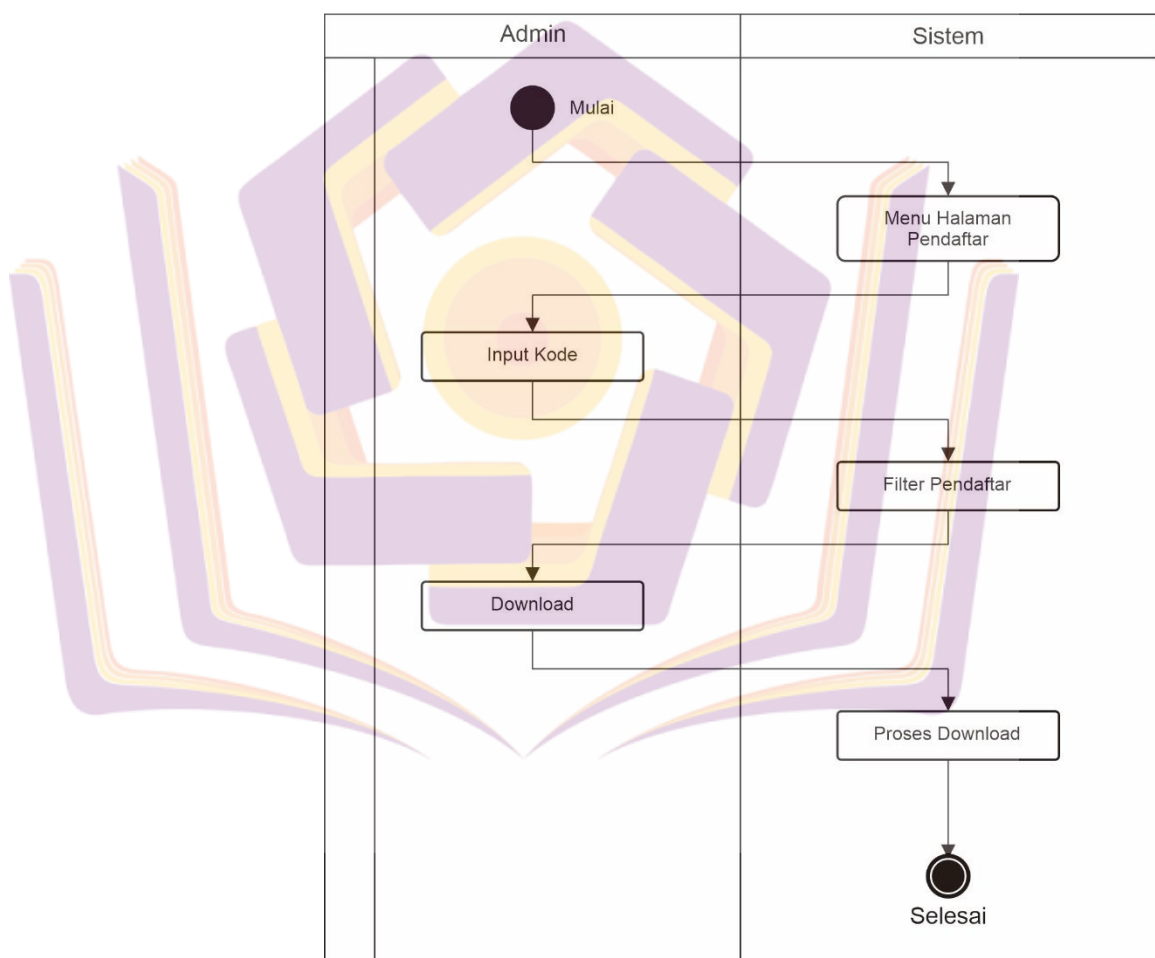 Admin
Sistem
Mulai
Menu Halaman
Pendaftar
Input Kode
Filter Pendaftar
Download
Proses Download
Selesai